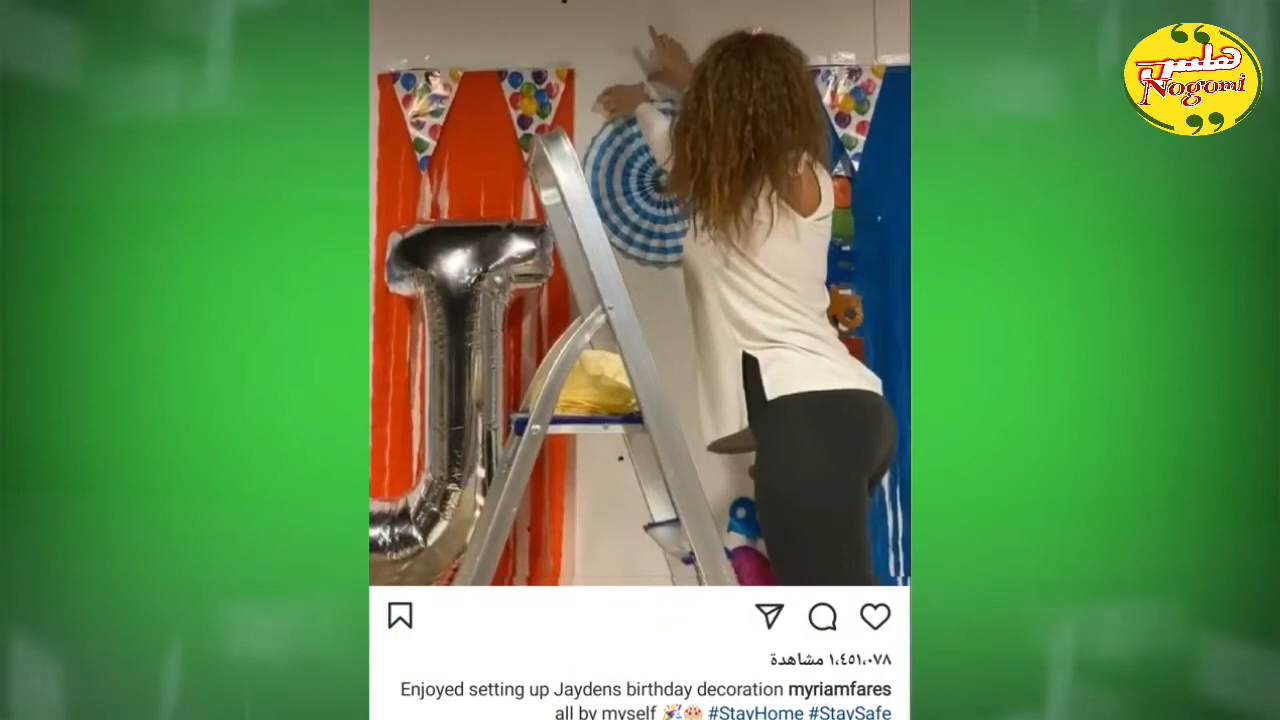 هلس
Nogomi
١،٤٥١،٠٧٨ مشاهدة
Enjoyed setting up Jaydens birthday decoration myriamfares
all by myself 🎉🎂 #StayHome #StaySafe